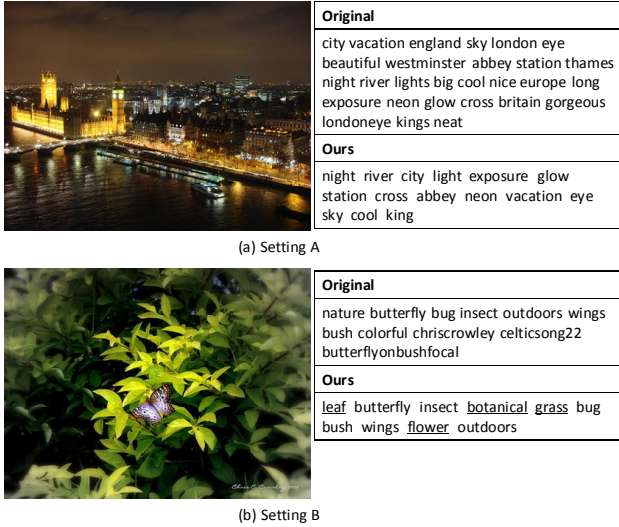 Original
city vacation england sky london eye
beautiful westminster abbey station thames
night river lights big cool nice europe long
exposure neon glow cross britain gorgeous
londoneye kings neat
Ours
night river city light exposure glow
station cross abbey neon vacation eye
sky cool king
(a) Setting A
Original
nature butterfly bug insect outdoors wings
bush colorful chriscrowley celticsong22
butterflyonbushfocal
Ours
leaf butterfly insect botanical grass bug
bush wings flower outdoors
(b) Setting B